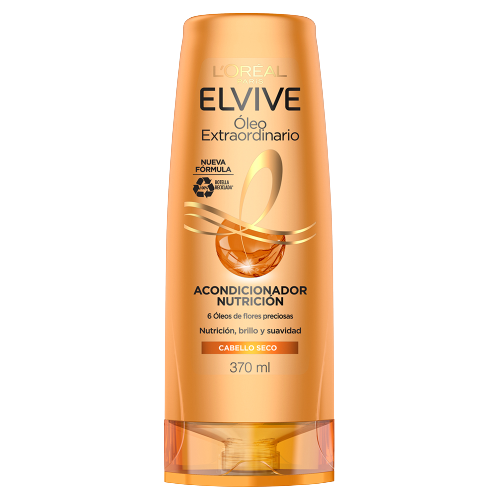 L'ORÉAL
ELVIVE
Óleo
Extraordinario
NUEVA
FÓRMULA
BOTELLA
RECICLADA*
ACONDICIONADOR
NUTRICIÓN
6 Óleos de flores preciosas
Nutrición, brillo y suavidad
CABELLO SECO
370 ml